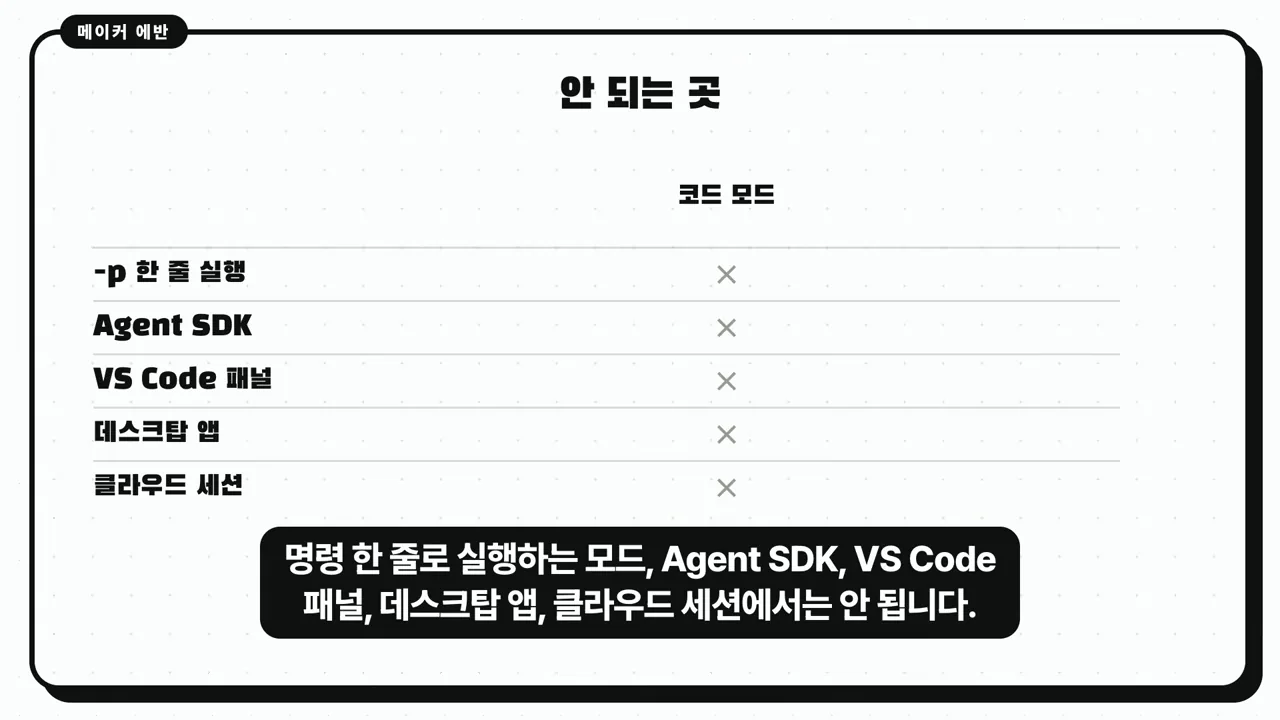 메이커 에반
안 되는 곳
코드 모드
-p 한 줄 실행 ×
Agent SDK ×
VS Code 패널 ×
데스크탑 앱 ×
클라우드 세션 ×
명령 한 줄로 실행하는 모드, Agent SDK, VS Code
패널, 데스크탑 앱, 클라우드 세션에서는 안 됩니다.